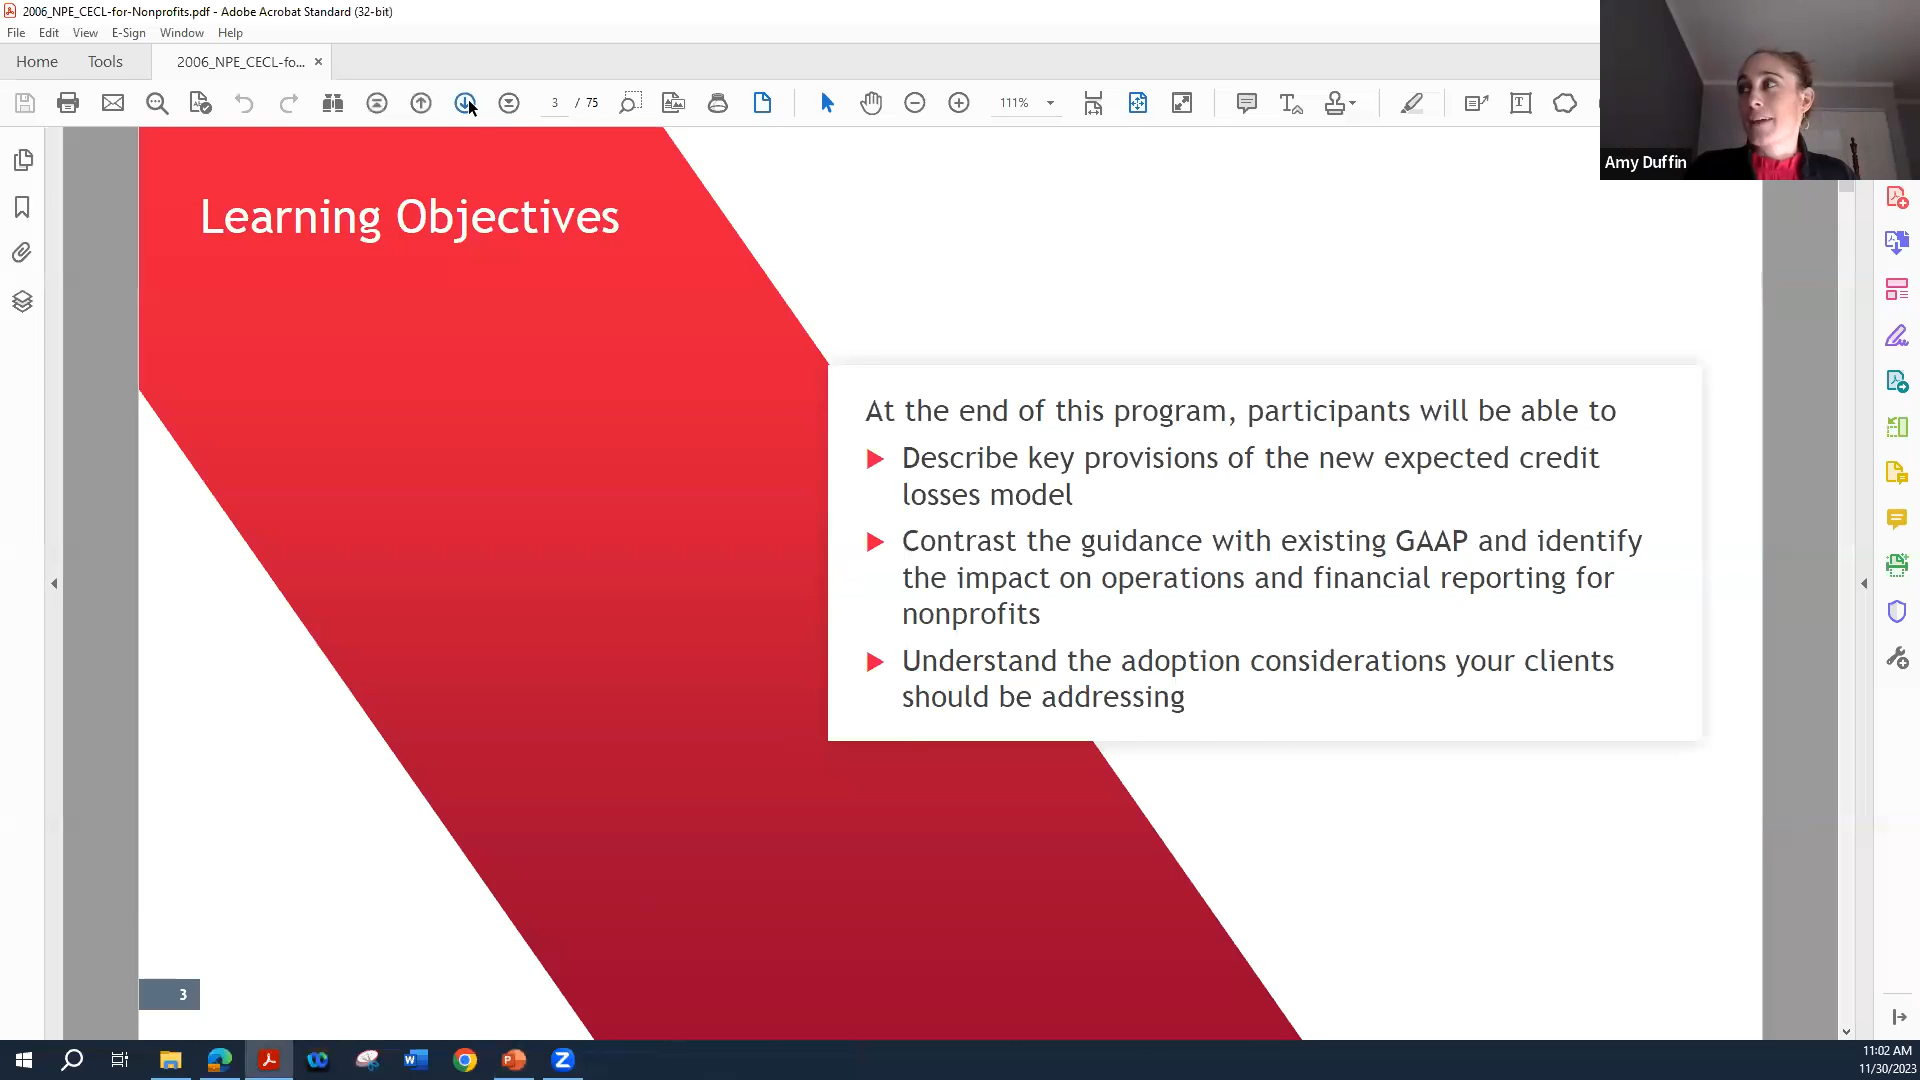 2006_NPE_CECL-for-Nonprofits.pdf - Adobe Acrobat Standard (32-bit)
File Edit View E-Sign Window Help
Home Tools 2006_NPE_CECL-fo... ×
3 / 75 111%
Amy Duffin
Learning Objectives
At the end of this program, participants will be able to
Describe key provisions of the new expected credit
losses model
Contrast the guidance with existing GAAP and identify
the impact on operations and financial reporting for
nonprofits
Understand the adoption considerations your clients
should be addressing
3
11:02 AM
11/30/2023